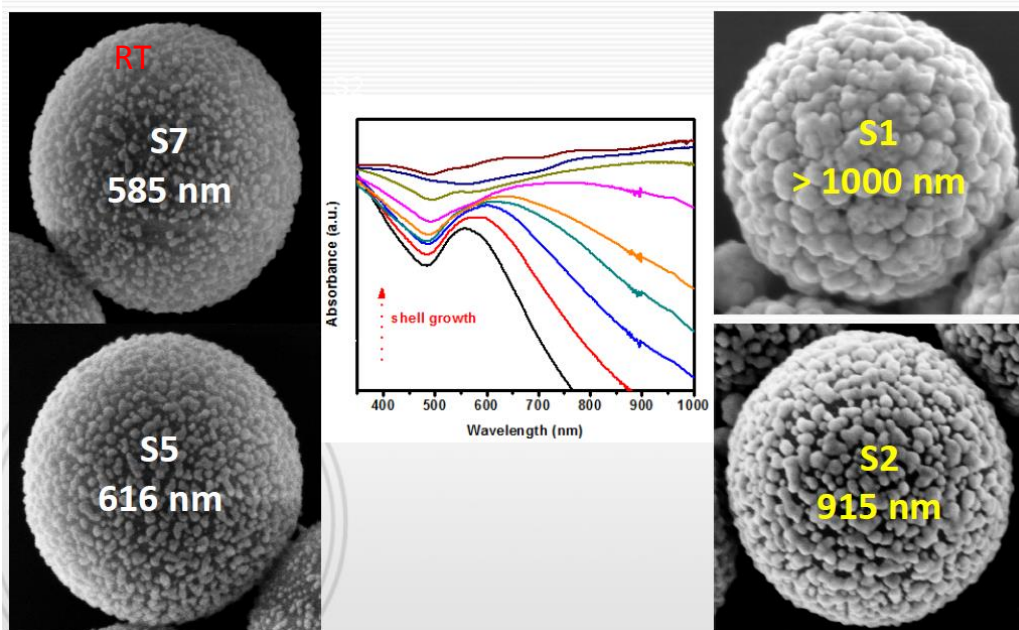 RT
S7
585 nm
S5
616 nm
S2
Absorbance (a.u.)
shell growth
400 500 600 700 800 900 1000
Wavelength (nm)
S1
> 1000 nm
S2
915 nm